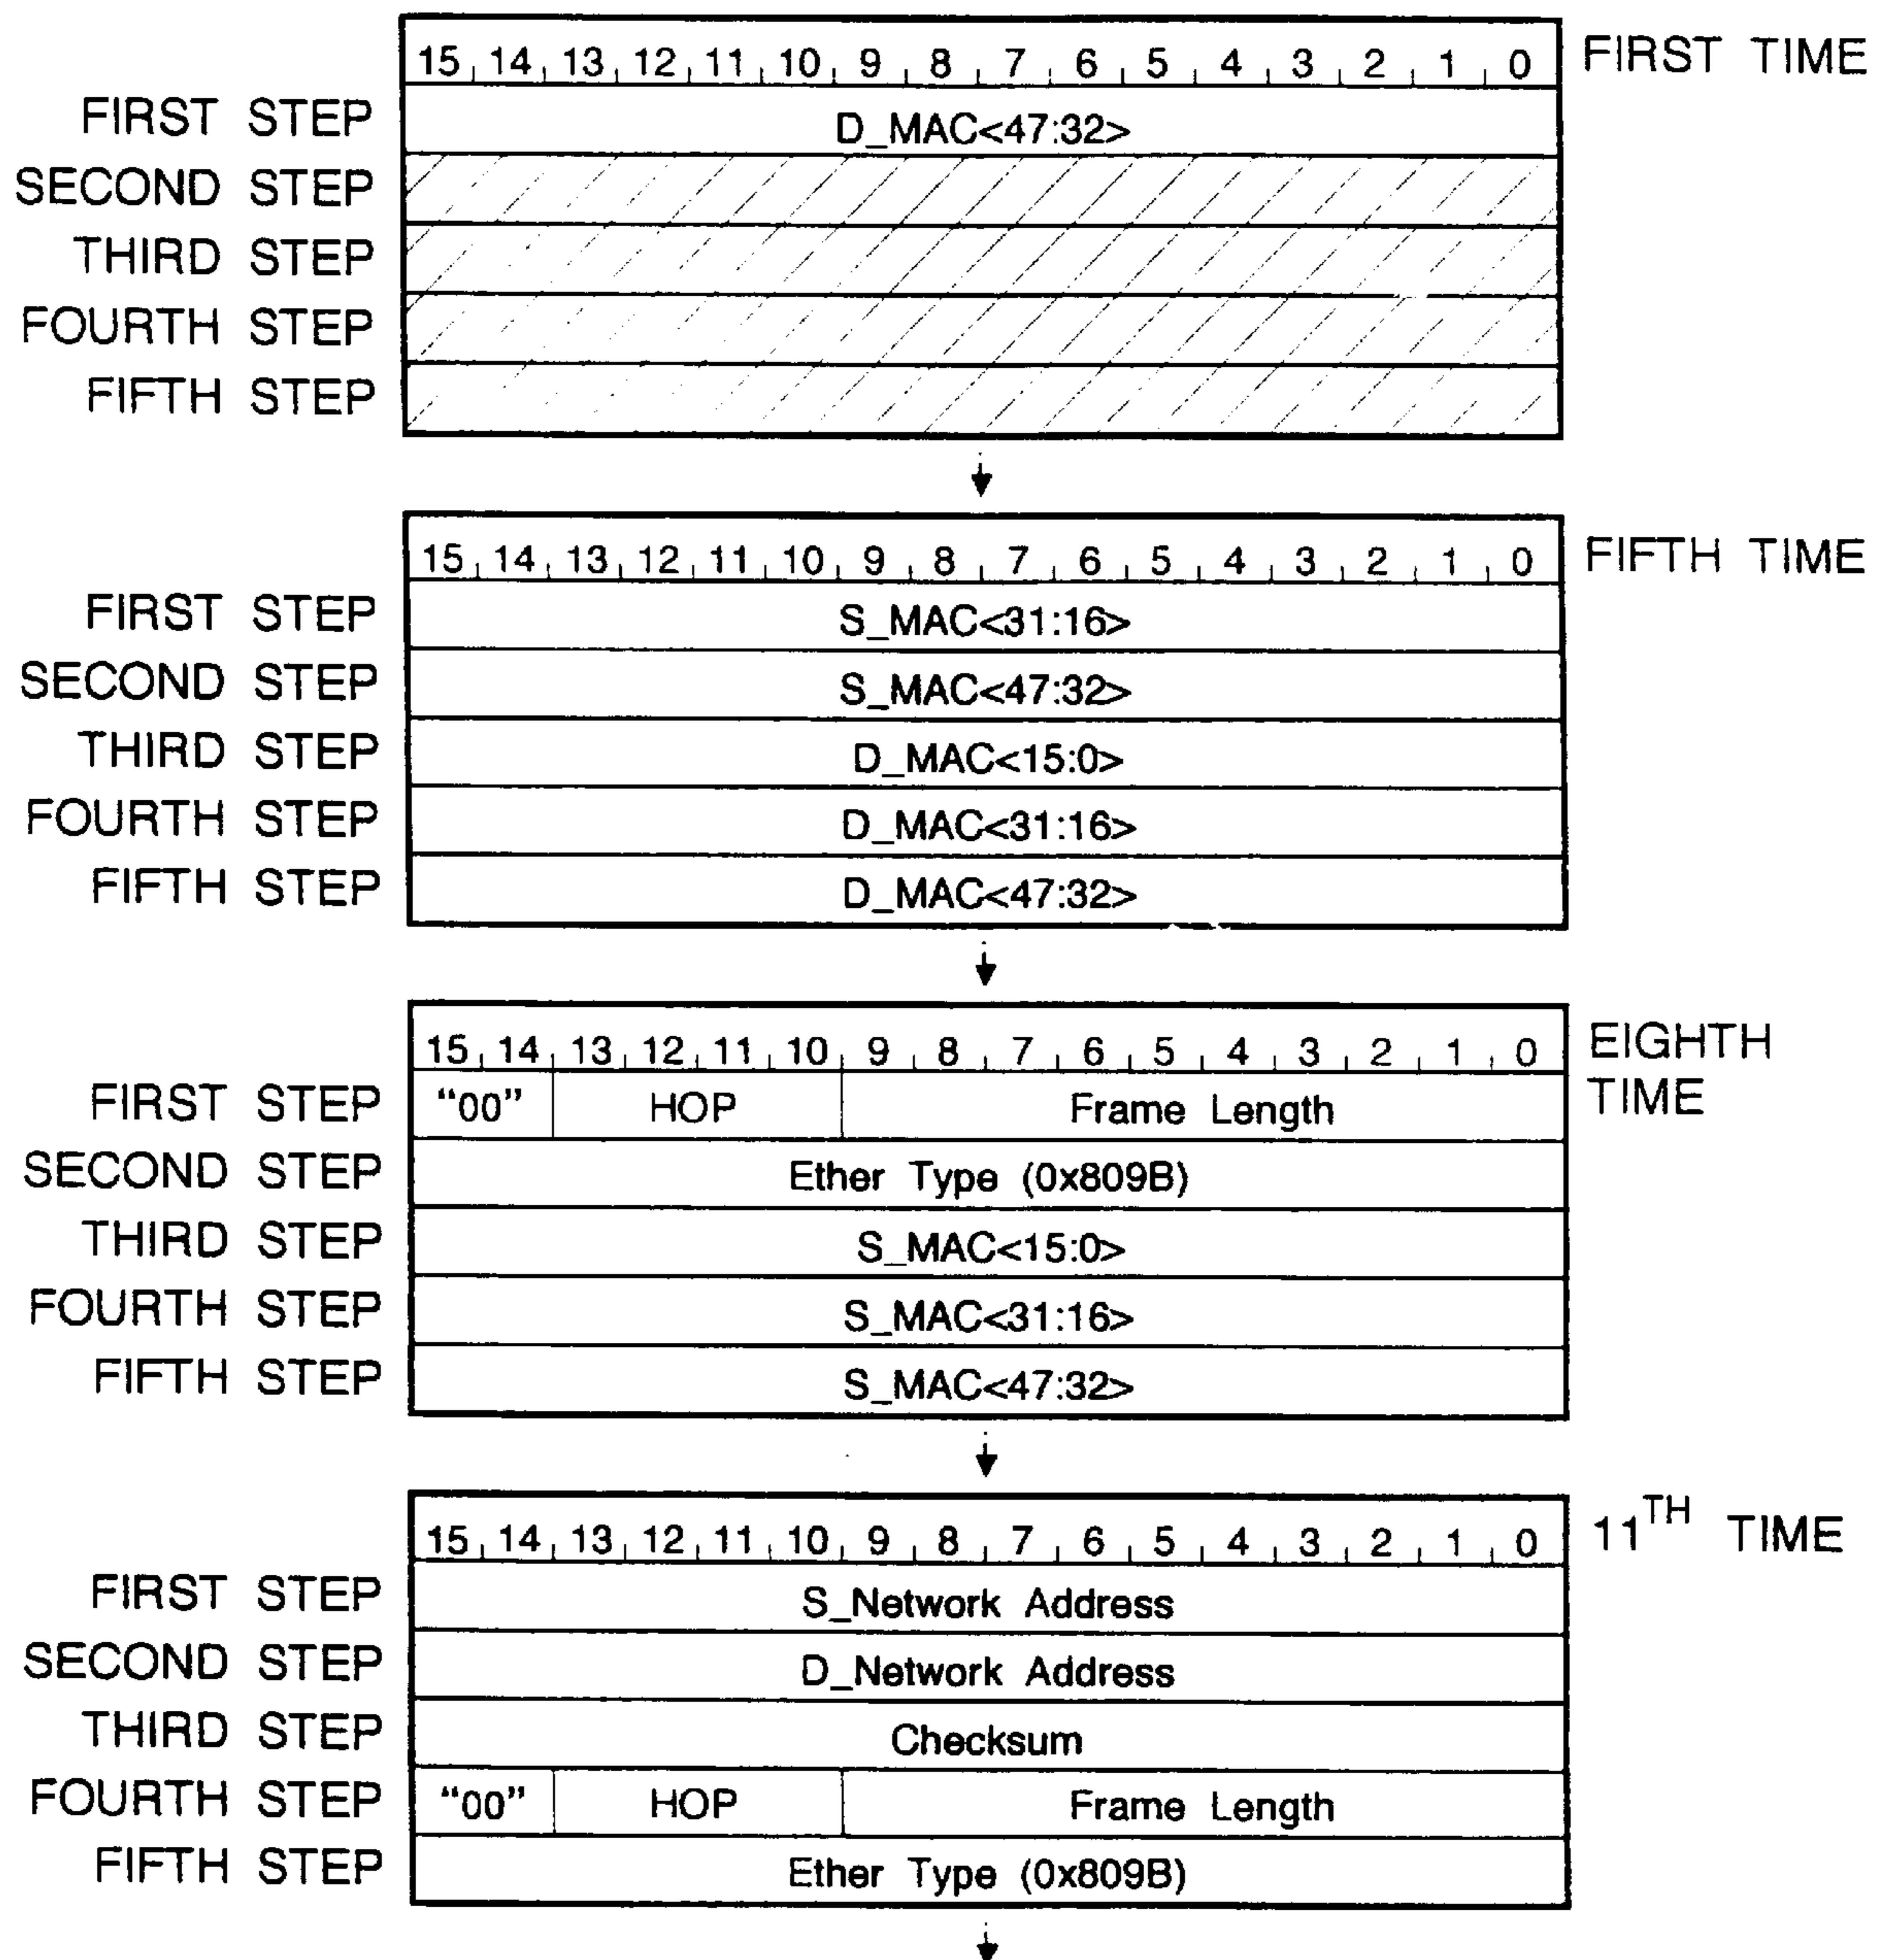 15 14 13 12 11 10 9 8 7 6 5 4 3 2 1 0 FIRST TIME
FIRST STEP D_MAC<47:32>
SECOND STEP
THIRD STEP
FOURTH STEP
FIFTH STEP
15 14 13 12 11 10 9 8 7 6 5 4 3 2 1 0 FIFTH TIME
FIRST STEP S_MAC<31:16>
SECOND STEP S_MAC<47:32>
THIRD STEP D_MAC<15:0>
FOURTH STEP D_MAC<31:16>
FIFTH STEP D_MAC<47:32>
15 14 13 12 11 10 9 8 7 6 5 4 3 2 1 0 EIGHTH
TIME
FIRST STEP “00” HOP Frame Length
SECOND STEP Ether Type (0x809B)
THIRD STEP S_MAC<15:0>
FOURTH STEP S_MAC<31:16>
FIFTH STEP S_MAC<47:32>
15 14 13 12 11 10 9 8 7 6 5 4 3 2 1 0 11TH TIME
FIRST STEP S_Network Address
SECOND STEP D_Network Address
THIRD STEP Checksum
FOURTH STEP “00” HOP Frame Length
FIFTH STEP Ether Type (0x809B)